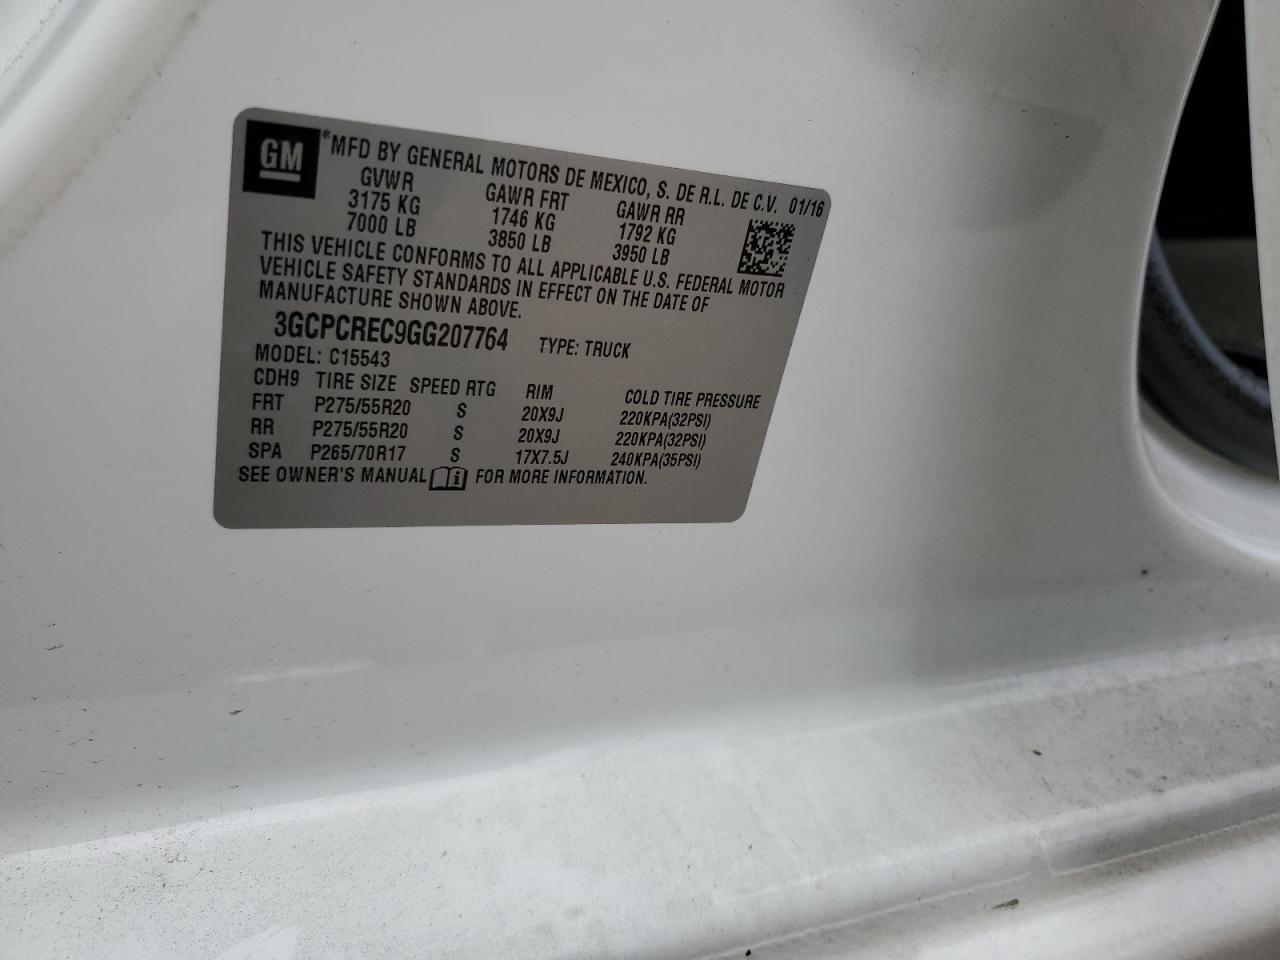 GM ® MFD BY GENERAL MOTORS DE MEXICO, S. DE R.L. DE C.V. 01/16
GVWR GAWR FRT GAWR RR
3175 KG 1746 KG 1792 KG
7000 LB 3850 LB 3950 LB
THIS VEHICLE CONFORMS TO ALL APPLICABLE U.S. FEDERAL MOTOR
VEHICLE SAFETY STANDARDS IN EFFECT ON THE DATE OF
MANUFACTURE SHOWN ABOVE.
3GCPCREC9GG207764 TYPE: TRUCK
MODEL: C15543
CDH9 TIRE SIZE SPEED RTG RIM COLD TIRE PRESSURE
FRT P275/55R20 S 20X9J 220KPA(32PSI)
RR P275/55R20 S 20X9J 220KPA(32PSI)
SPA P265/70R17 S 17X7.5J 240KPA(35PSI)
SEE OWNER'S MANUAL i FOR MORE INFORMATION.